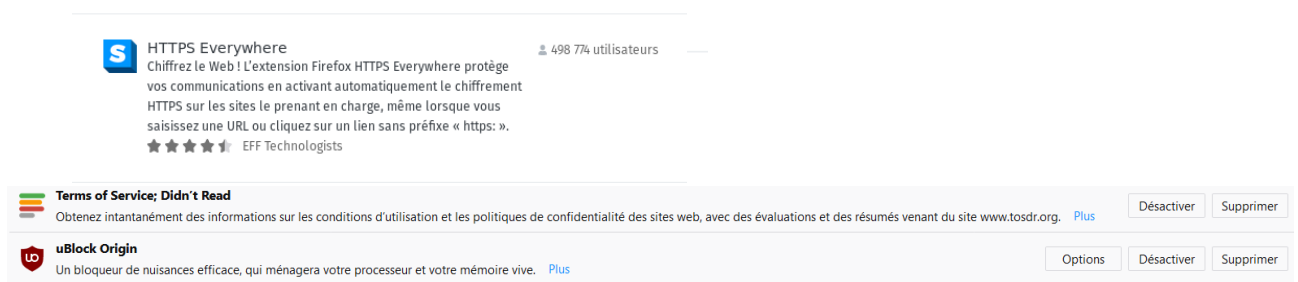 HTTPS Everywhere
498 774 utilisateurs
Chiffrez le Web ! L'extension Firefox HTTPS Everywhere protège
vos communications en activant automatiquement le chiffrement
HTTPS sur les sites le prenant en charge, même lorsque vous
saisissez une URL ou cliquez sur un lien sans préfixe « https: ».
EFF Technologists
Terms of Service; Didn't Read
Obtenez intantanément des informations sur les conditions d'utilisation et les politiques de confidentialité des sites web, avec des évaluations et des résumés venant du site www.tosdr.org. Plus
Désactiver Supprimer
uBlock Origin
Un bloqueur de nuisances efficace, qui ménagera votre processeur et votre mémoire vive. Plus
Options Désactiver Supprimer